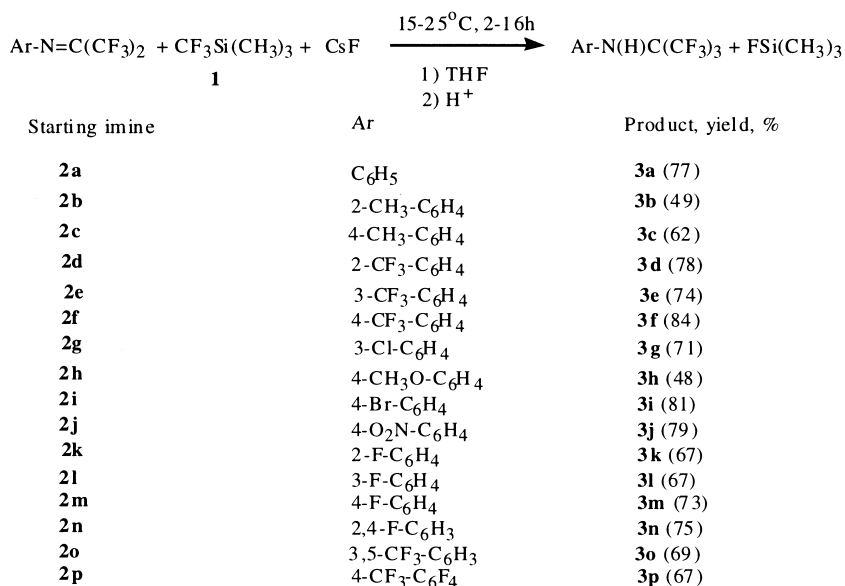 15-25°C, 2-16h
Ar-N=C(CF₃)₂ + CF₃Si(CH₃)₃ + CsF → Ar-N(H)C(CF₃)₃ + FSi(CH₃)₃
1
1) THF
2) H⁺
Starting imine Ar Product, yield, %
2a C₆H₅ 3a (77)
2b 2-CH₃-C₆H₄ 3b (49)
2c 4-CH₃-C₆H₄ 3c (62)
2d 2-CF₃-C₆H₄ 3d (78)
2e 3-CF₃-C₆H₄ 3e (74)
2f 4-CF₃-C₆H₄ 3f (84)
2g 3-Cl-C₆H₄ 3g (71)
2h 4-CH₃O-C₆H₄ 3h (48)
2i 4-Br-C₆H₄ 3i (81)
2j 4-O₂N-C₆H₄ 3j (79)
2k 2-F-C₆H₄ 3k (67)
2l 3-F-C₆H₄ 3l (67)
2m 4-F-C₆H₄ 3m (73)
2n 2,4-F-C₆H₃ 3n (75)
2o 3,5-CF₃-C₆H₃ 3o (69)
2p 4-CF₃-C₆F₄ 3p (67)